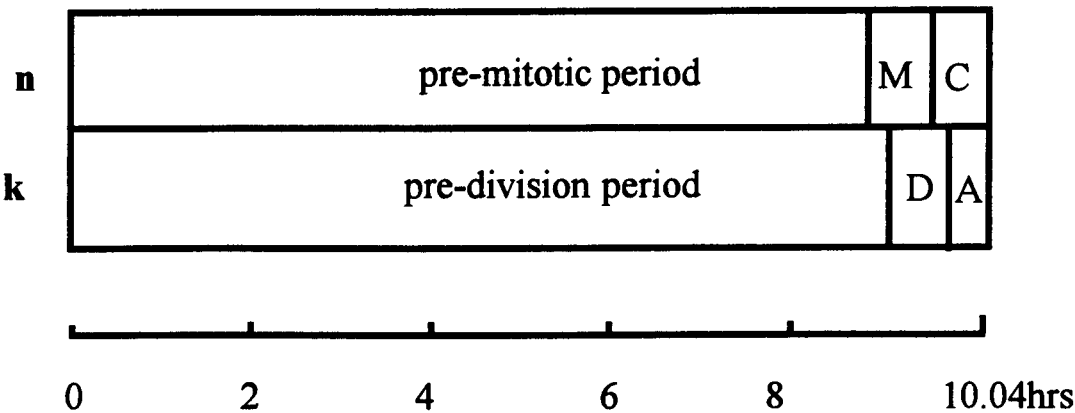 n pre-mitotic period M C
k pre-division period D A
0 2 4 6 8 10.04hrs